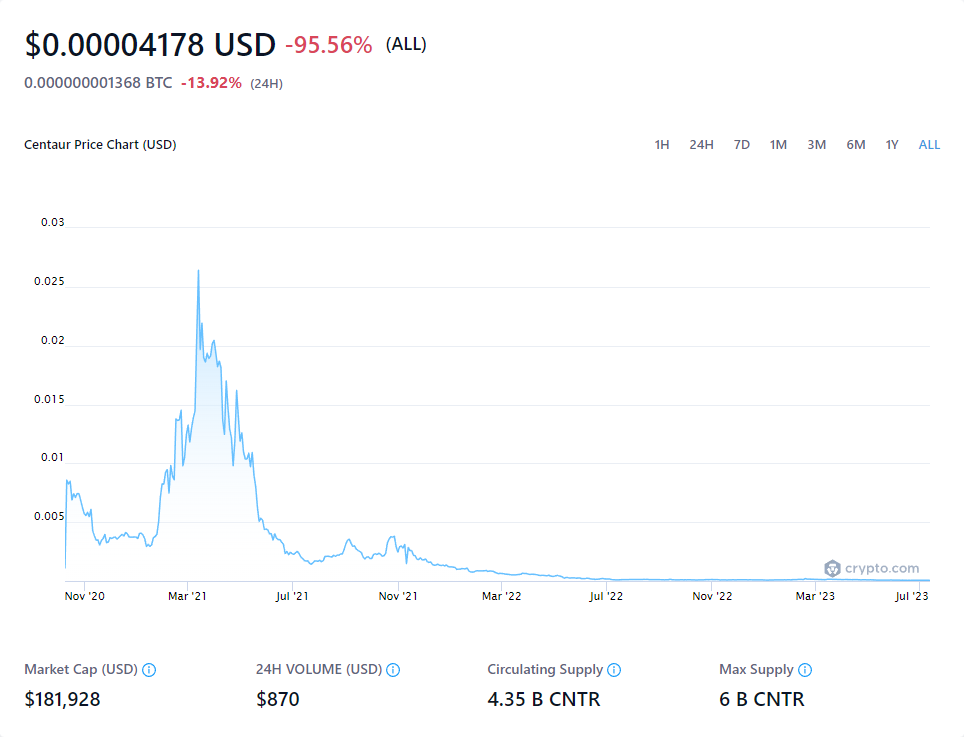 $0.00004178 USD -95.56% (ALL)
0.000000001368 BTC -13.92% (24H)
Centaur Price Chart (USD) 1H 24H 7D 1M 3M 6M 1Y ALL
0.03
0.025
0.02
0.015
0.01
0.005
crypto.com
Nov '20 Mar '21 Jul '21 Nov '21 Mar '22 Jul '22 Nov '22 Mar '23 Jul '23
Market Cap (USD) 24H VOLUME (USD) Circulating Supply Max Supply
$181,928 $870 4.35 B CNTR 6 B CNTR